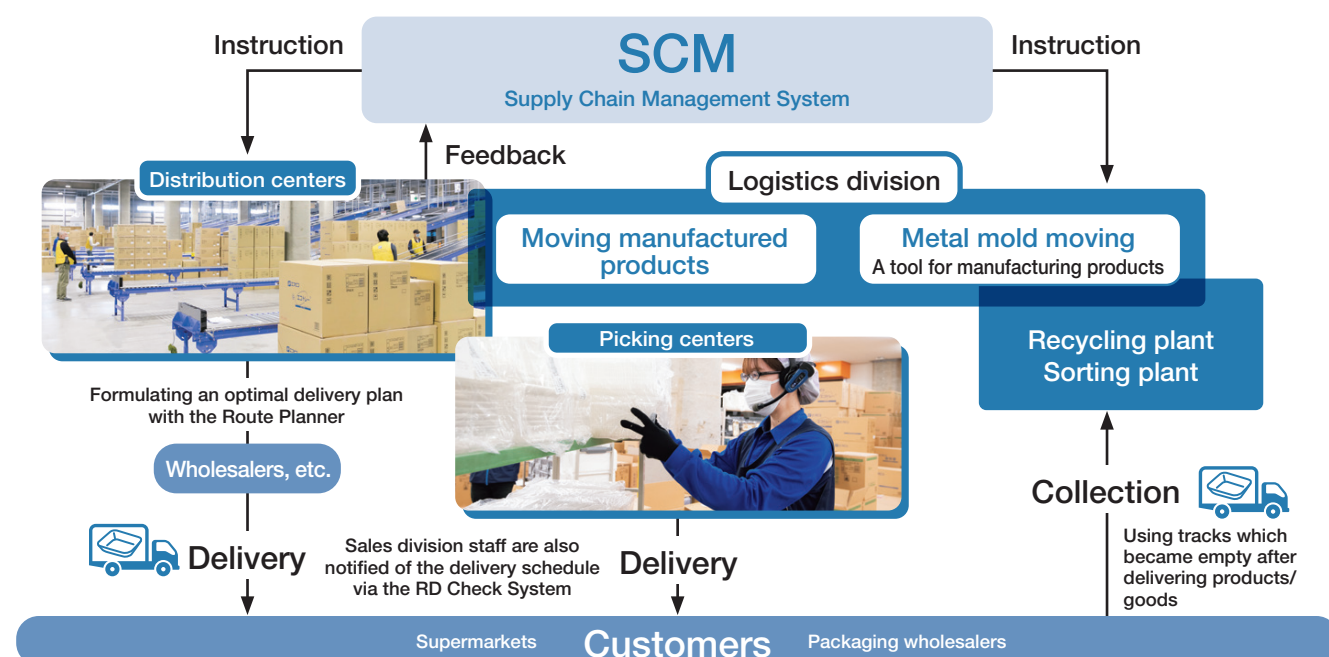 Instruction
SCM
Supply Chain Management System
Instruction
Feedback
Distribution centers
Logistics division
Moving manufactured
products
Metal mold moving
A tool for manufacturing products
Picking centers
Recycling plant
Sorting plant
Formulating an optimal delivery plan
with the Route Planner
Wholesalers, etc.
Delivery
Sales division staff are also
notified of the delivery schedule
via the RD Check System
Delivery
Collection
Using tracks which
became empty after
delivering products/
goods
Supermarkets
Customers
Packaging wholesalers